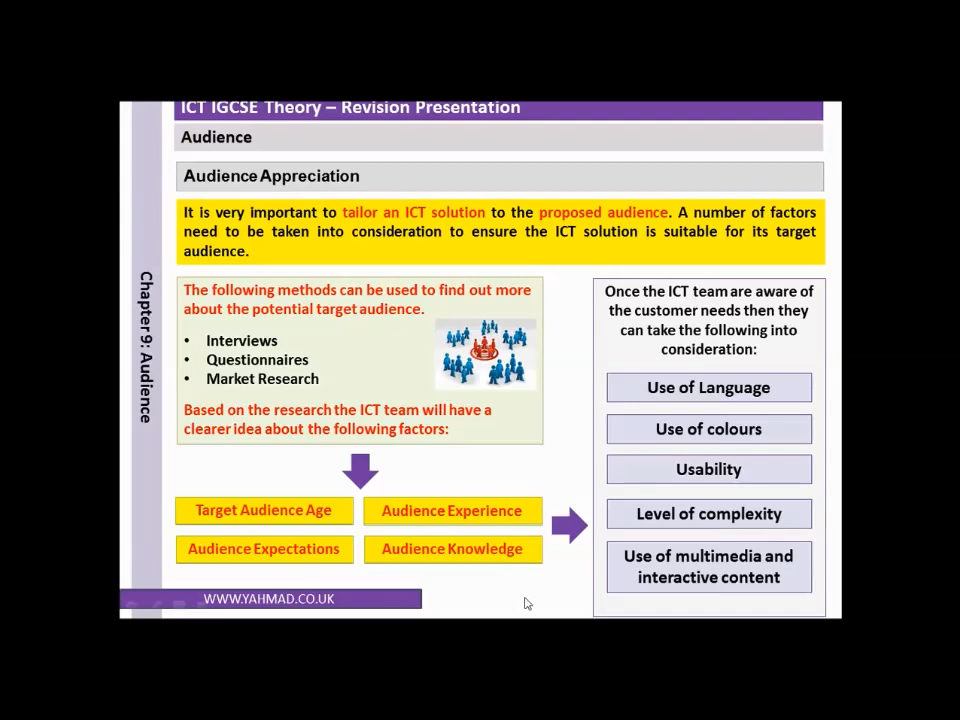 ICT IGCSE Theory – Revision Presentation
Audience
Audience Appreciation
It is very important to tailor an ICT solution to the proposed audience. A number of factors
need to be taken into consideration to ensure the ICT solution is suitable for its target
audience.
Chapter 9: Audience
The following methods can be used to find out more
about the potential target audience.
• Interviews
• Questionnaires
• Market Research
Based on the research the ICT team will have a
clearer idea about the following factors:
Target Audience Age
Audience Experience
Audience Expectations
Audience Knowledge
Once the ICT team are aware of
the customer needs then they
can take the following into
consideration:
Use of Language
Use of colours
Usability
Level of complexity
Use of multimedia and
interactive content
WWW.YAHMAD.CO.UK